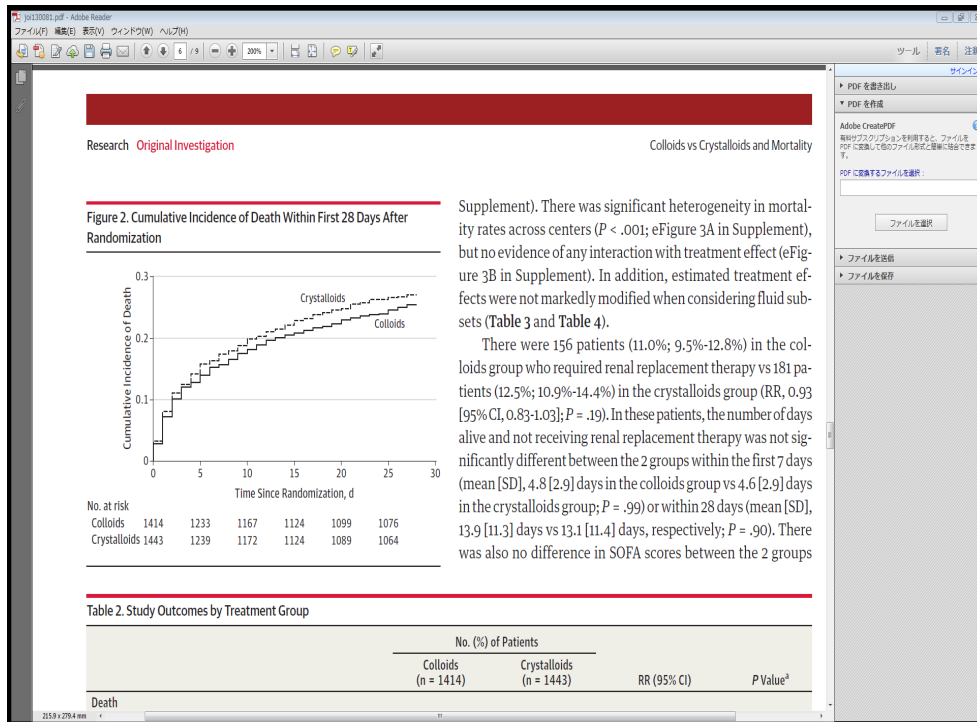 joi130081.pdf - Adobe Reader
ファイル(F) 編集(E) 表示(V) ウィンドウ(W) ヘルプ(H)
6 / 9 200% ツール 署名 注
サインイン
PDF を書き出し
PDF を作成
Adobe CreatePDF
有料サブスクリプションを利用すると、ファイルを
PDF に変換して他のファイル形式と簡単に結合できま
す。
PDF に変換するファイルを選択 :
ファイルを選択
ファイルを送信
ファイルを保存
Research Original Investigation
Colloids vs Crystalloids and Mortality
Figure 2. Cumulative Incidence of Death Within First 28 Days After
Randomization
Cumulative Incidence of Death
0.3
0.2
0.1
0
Crystalloids
Colloids
0 5 10 15 20 25 30
Time Since Randomization, d
No. at risk
Colloids 1414 1233 1167 1124 1099 1076
Crystalloids 1443 1239 1172 1124 1089 1064
Supplement). There was significant heterogeneity in mortal-
ity rates across centers (P < .001; eFigure 3A in Supplement),
but no evidence of any interaction with treatment effect (eFig-
ure 3B in Supplement). In addition, estimated treatment ef-
fects were not markedly modified when considering fluid sub-
sets (Table 3 and Table 4).
There were 156 patients (11.0%; 9.5%-12.8%) in the col-
loids group who required renal replacement therapy vs 181 pa-
tients (12.5%; 10.9%-14.4%) in the crystalloids group (RR, 0.93
[95% CI, 0.83-1.03]; P = .19). In these patients, the number of days
alive and not receiving renal replacement therapy was not sig-
nificantly different between the 2 groups within the first 7 days
(mean [SD], 4.8 [2.9] days in the colloids group vs 4.6 [2.9] days
in the crystalloids group; P = .99) or within 28 days (mean [SD],
13.9 [11.3] days vs 13.1 [11.4] days, respectively; P = .90). There
was also no difference in SOFA scores between the 2 groups
Table 2. Study Outcomes by Treatment Group
No. (%) of Patients
Colloids
(n = 1414)
Crystalloids
(n = 1443)
RR (95% CI)
P Valueᵃ
Death
215.9 x 279.4 mm